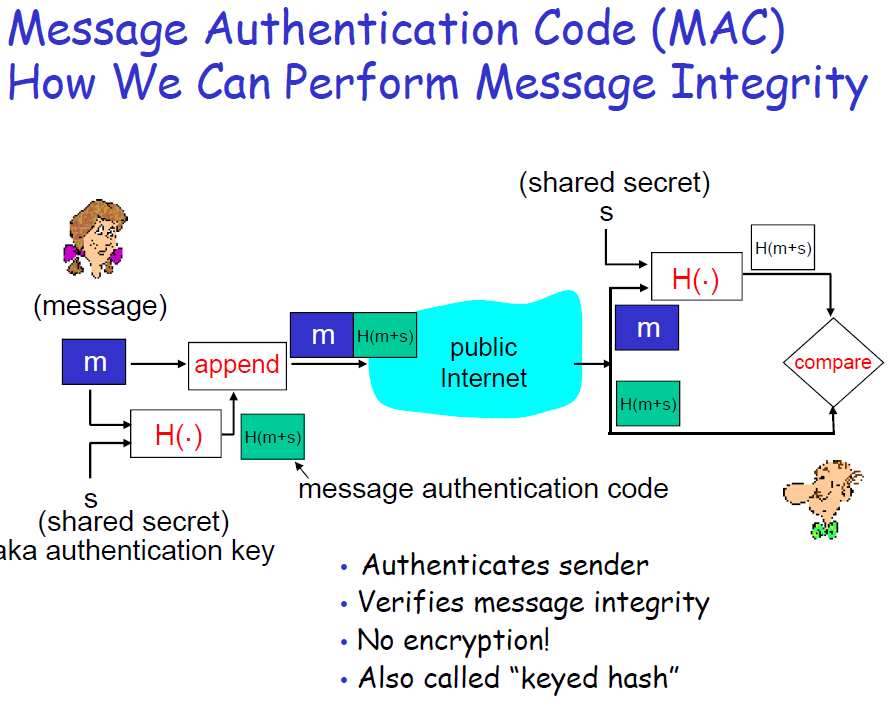 Message Authentication Code (MAC)
How We Can Perform Message Integrity
(shared secret)
s
H(m+s)
H(·)
(message)
m
H(m+s)
m
public
Internet
m
append
compare
H(m+s)
H(·)
H(m+s)
message authentication code
s
(shared secret)
aka authentication key
• Authenticates sender
• Verifies message integrity
• No encryption!
• Also called “keyed hash”